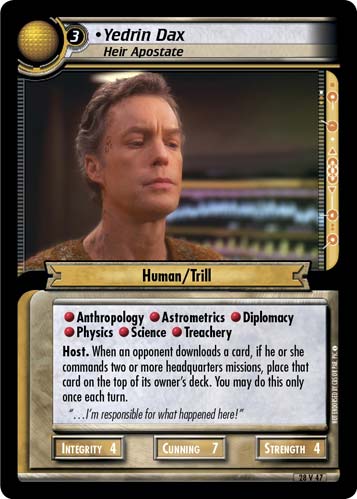 3 •Yedrin Dax
Heir Apostate
Human/Trill
Anthropology Astrometrics Diplomacy
Physics Science Treachery
Host. When an opponent downloads a card, if he or she
commands two or more headquarters missions, place that
card on the top of its owner's deck. You may do this only
once each turn.
"…I'm responsible for what happened here!"
INTEGRITY 4 CUNNING 7 STRENGTH 4
28 V 47